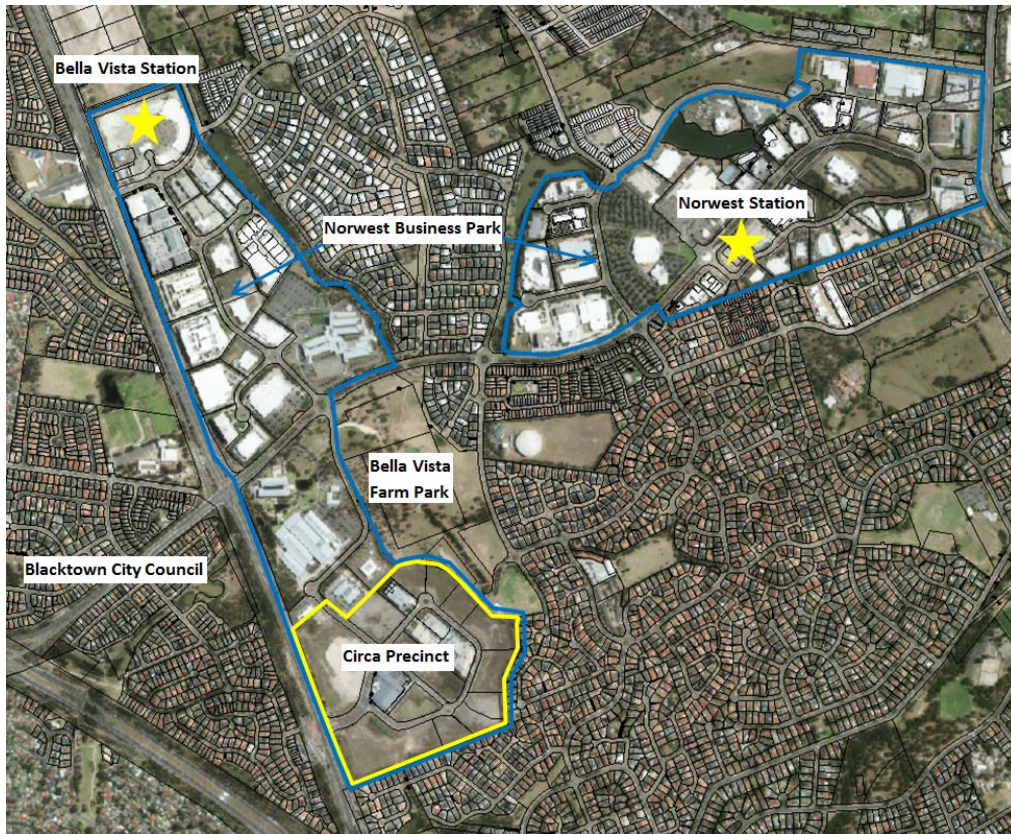 Bella Vista Station
Norwest Station
Norwest Business Park
Bella Vista
Farm Park
Blacktown City Council
Circa Precinct